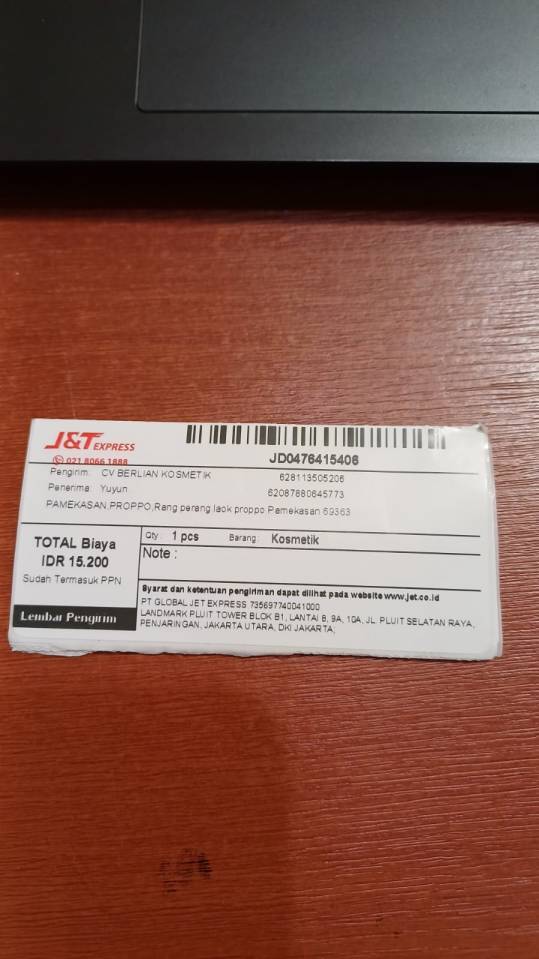 J&T EXPRESS
021 8066 1888
JD0476415406
Pengirim: CV BERLIAN KOSMETIK 628113505206
Penerima: Yuyun 62087880645773
PAMEKASAN,PROPPO,Rang perang laok proppo Pamekasan 69363
TOTAL Biaya
IDR 15.200
Sudah Termasuk PPN
Lembar Pengirim
Qty: 1 pcs Barang: Kosmetik
Note :
Syarat dan ketentuan pengiriman dapat dilihat pada website www.jet.co.id
PT GLOBAL JET EXPRESS 735697740041000
LANDMARK PLUIT TOWER BLOK B1, LANTAI 8, 9A, 10A, JL. PLUIT SELATAN RAYA,
PENJARINGAN, JAKARTA UTARA, DKI JAKARTA;